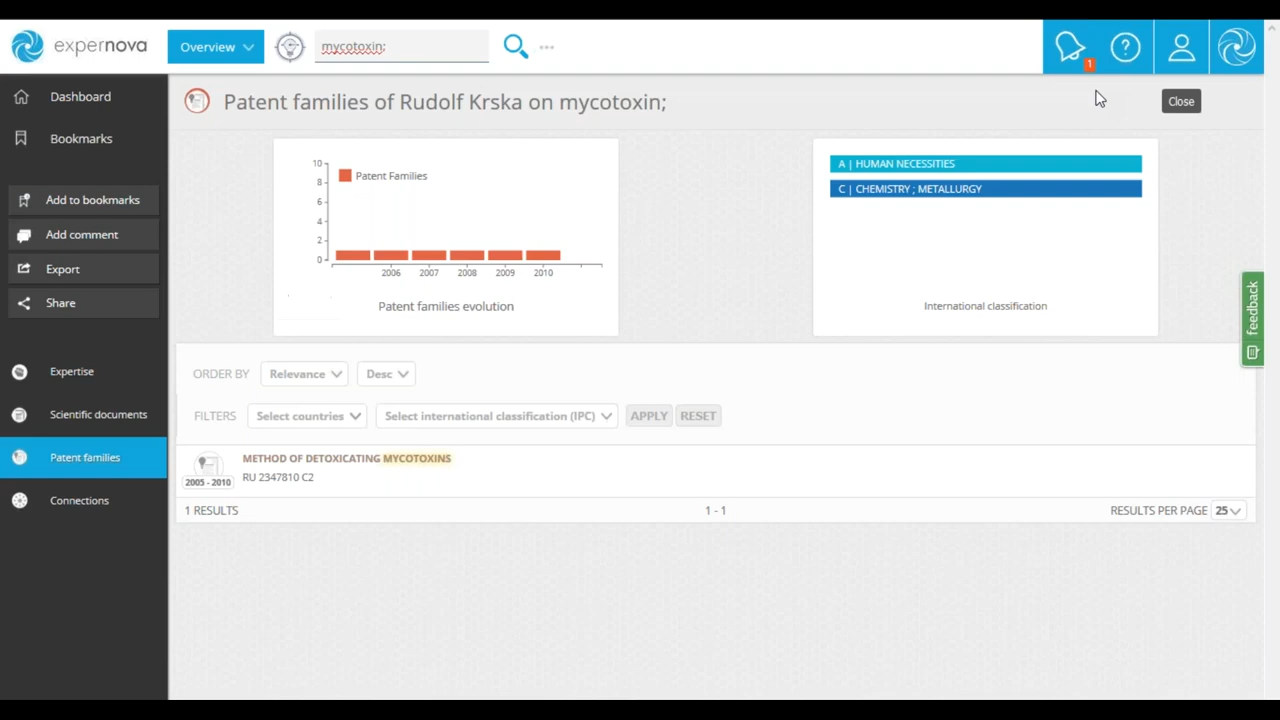 expernova
Overview
mycotoxin;
1
Dashboard
Bookmarks
Add to bookmarks
Add comment
Export
Share
Expertise
Scientific documents
Patent families
Connections
Patent families of Rudolf Krska on mycotoxin;
Close
10
8
6
4
2
0
Patent Families
2006 2007 2008 2009 2010
Patent families evolution
A | HUMAN NECESSITIES
C | CHEMISTRY ; METALLURGY
International classification
feedback
ORDER BY Relevance Desc
FILTERS Select countries Select international classification (IPC) APPLY RESET
METHOD OF DETOXICATING MYCOTOXINS
2005 - 2010 RU 2347810 C2
1 RESULTS 1 - 1 RESULTS PER PAGE 25